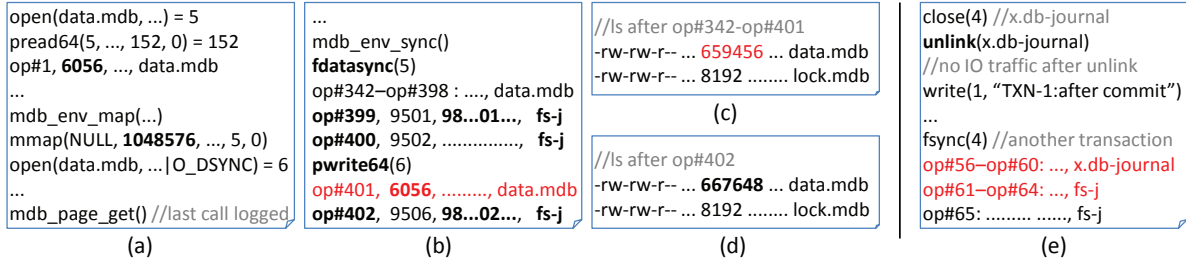 open(data.mdb, ...) = 5
pread64(5, ..., 152, 0) = 152
op#1, 6056, ..., data.mdb
...
mdb_env_map(...)
mmap(NULL, 1048576, ..., 5, 0)
open(data.mdb, ...|O_DSYNC) = 6
...
mdb_page_get() //last call logged
(a)
...
mdb_env_sync()
fdatasync(5)
op#342–op#398 : ...., data.mdb
op#399, 9501, 98...01..., fs-j
op#400, 9502, .............., fs-j
pwrite64(6)
op#401, 6056, ........., data.mdb
op#402, 9506, 98...02..., fs-j
(b)
//ls after op#342-op#401
-rw-rw-r-- ... 659456 ... data.mdb
-rw-rw-r-- ... 8192 ........ lock.mdb
(c)
//ls after op#402
-rw-rw-r-- ... 667648 ... data.mdb
-rw-rw-r-- ... 8192 ........ lock.mdb
(d)
close(4) //x.db-journal
unlink(x.db-journal)
//no IO traffic after unlink
write(1, “TXN-1:after commit”)
...
fsync(4) //another transaction
op#56–op#60: ..., x.db-journal
op#61–op#64: ..., fs-j
op#65: ......... ......, fs-j
(e)